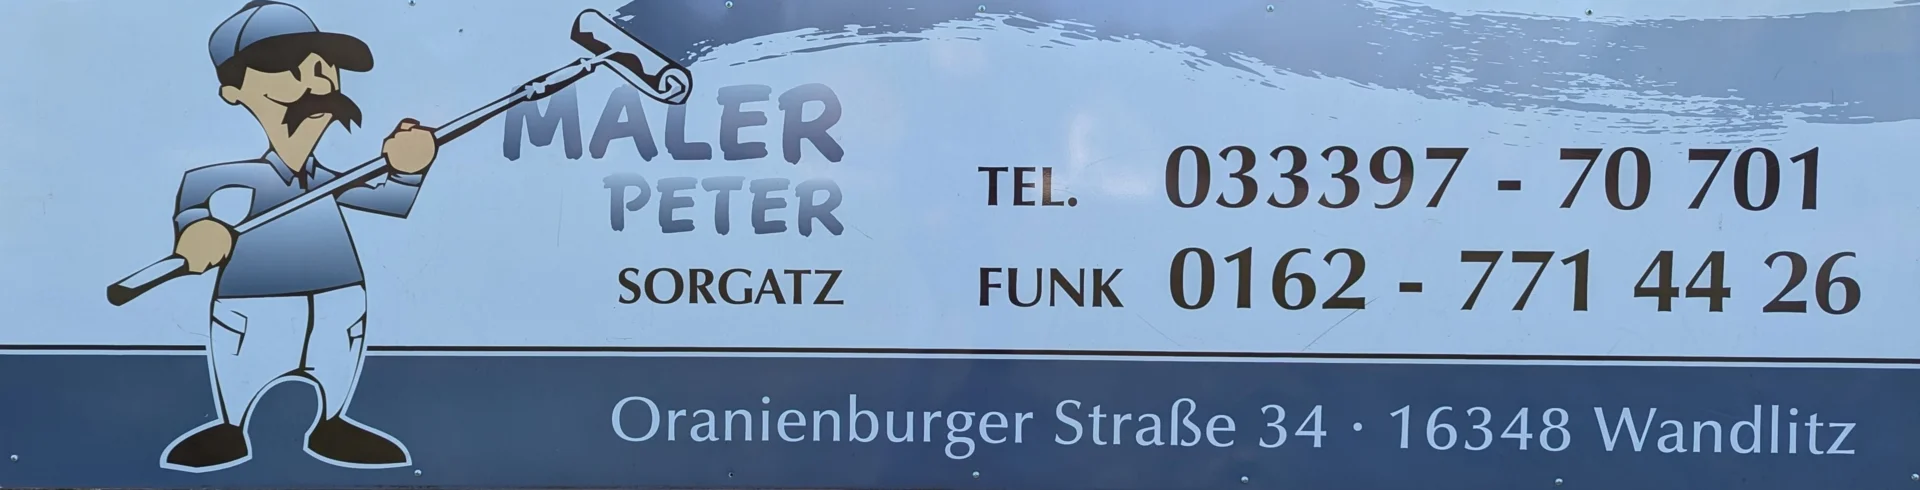 MALER
PETER
SORGATZ
TEL. 033397 - 70 701
FUNK 0162 - 771 44 26
Oranienburger Straße 34 · 16348 Wandlitz